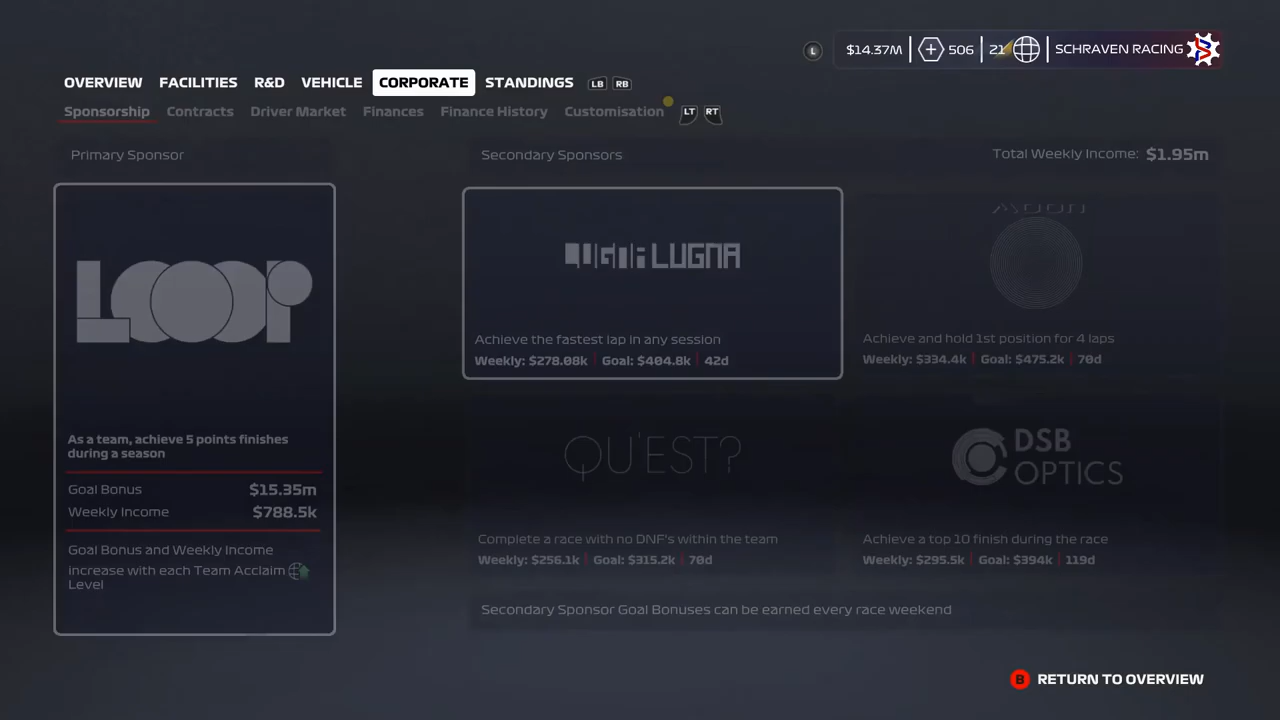 L $14.37M 506 21 SCHRAVEN RACING
OVERVIEW FACILITIES R&D VEHICLE CORPORATE STANDINGS LB RB
Sponsorship Contracts Driver Market Finances Finance History Customisation LT RT
Primary Sponsor
LOOP
As a team, achieve 5 points finishes
during a season
Goal Bonus $15.35m
Weekly Income $788.5k
Goal Bonus and Weekly Income
increase with each Team Acclaim
Level
Secondary Sponsors
Total Weekly Income: $1.95m
LUGNA
Achieve the fastest lap in any session
Weekly: $278.08k Goal: $404.8k 42d
Achieve and hold 1st position for 4 laps
Weekly: $334.4k Goal: $475.2k 70d
QU'EST?
Complete a race with no DNF's within the team
Weekly: $256.1k Goal: $315.2k 70d
DSB
OPTICS
Achieve a top 10 finish during the race
Weekly: $295.5k Goal: $394k 119d
Secondary Sponsor Goal Bonuses can be earned every race weekend
B RETURN TO OVERVIEW